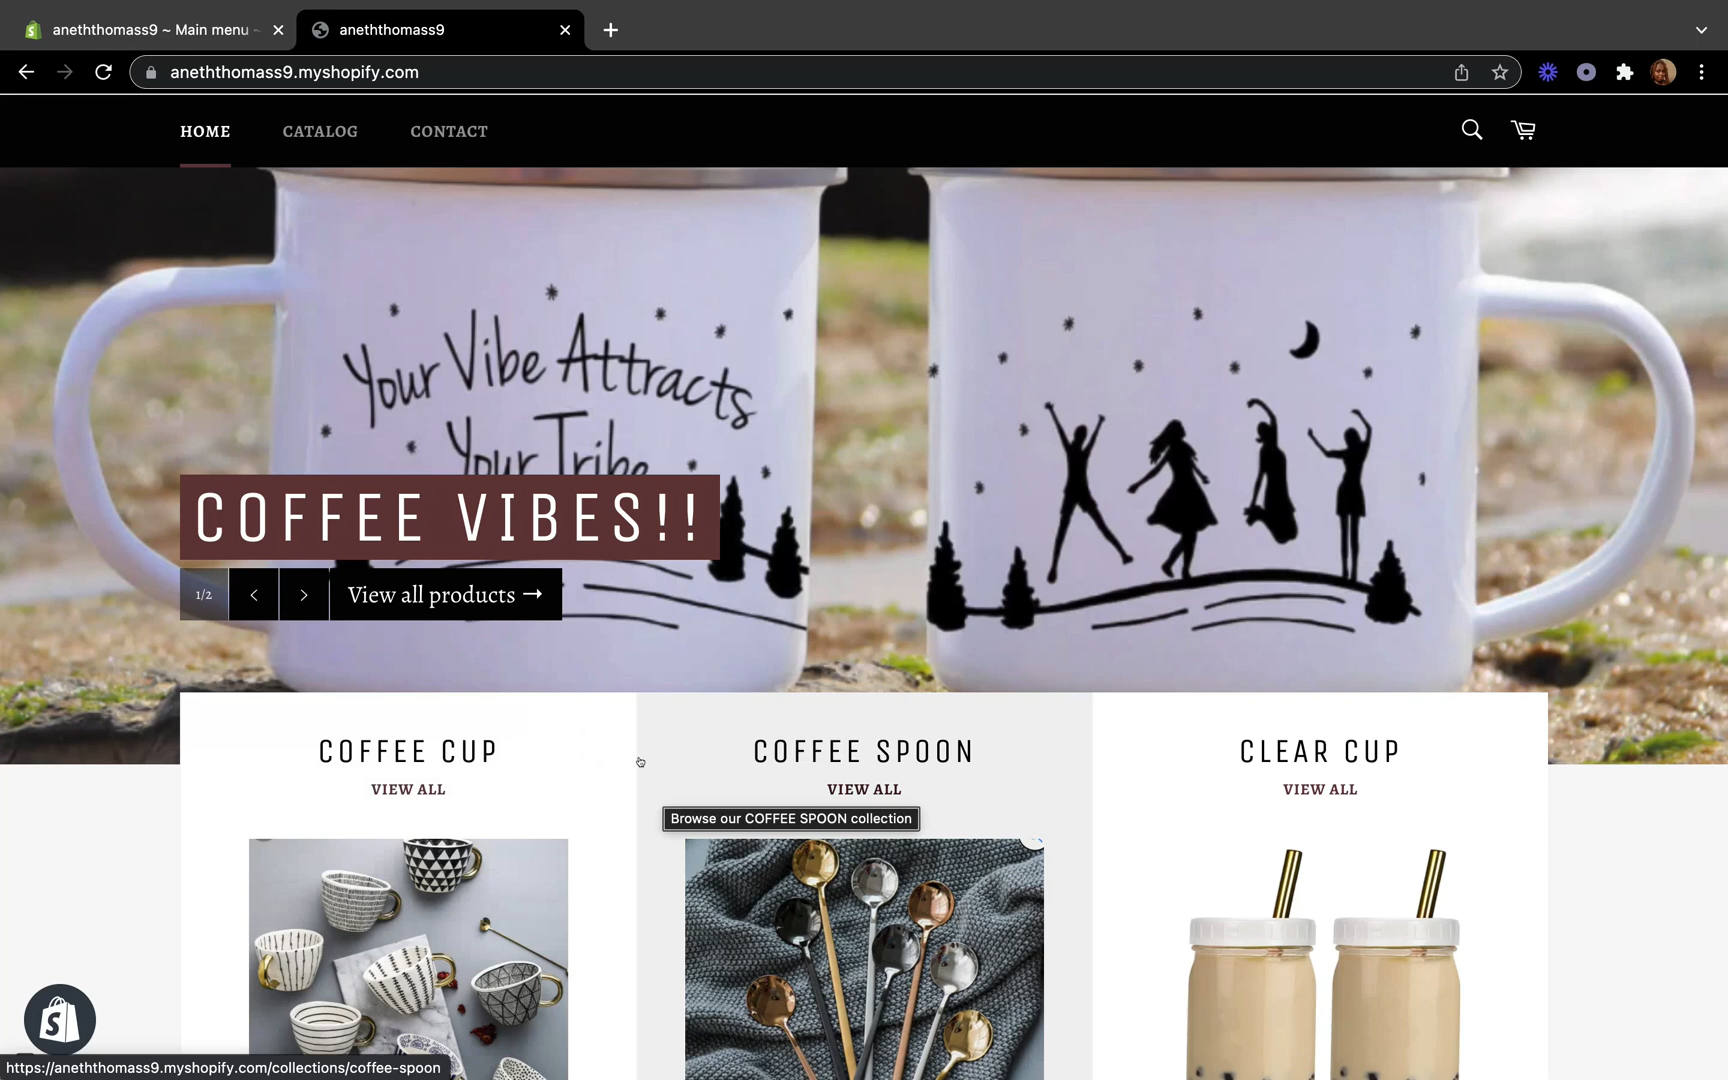 aneththomass9 ~ Main menu ~
aneththomass9
aneththomass9.myshopify.com
HOME
CATALOG
CONTACT
Your Vibe Attracts
Your Tribe
COFFEE VIBES!!
1/2
View all products →
COFFEE CUP
COFFEE SPOON
CLEAR CUP
VIEW ALL
VIEW ALL
VIEW ALL
Browse our COFFEE SPOON collection
https://aneththomass9.myshopify.com/collections/coffee-spoon